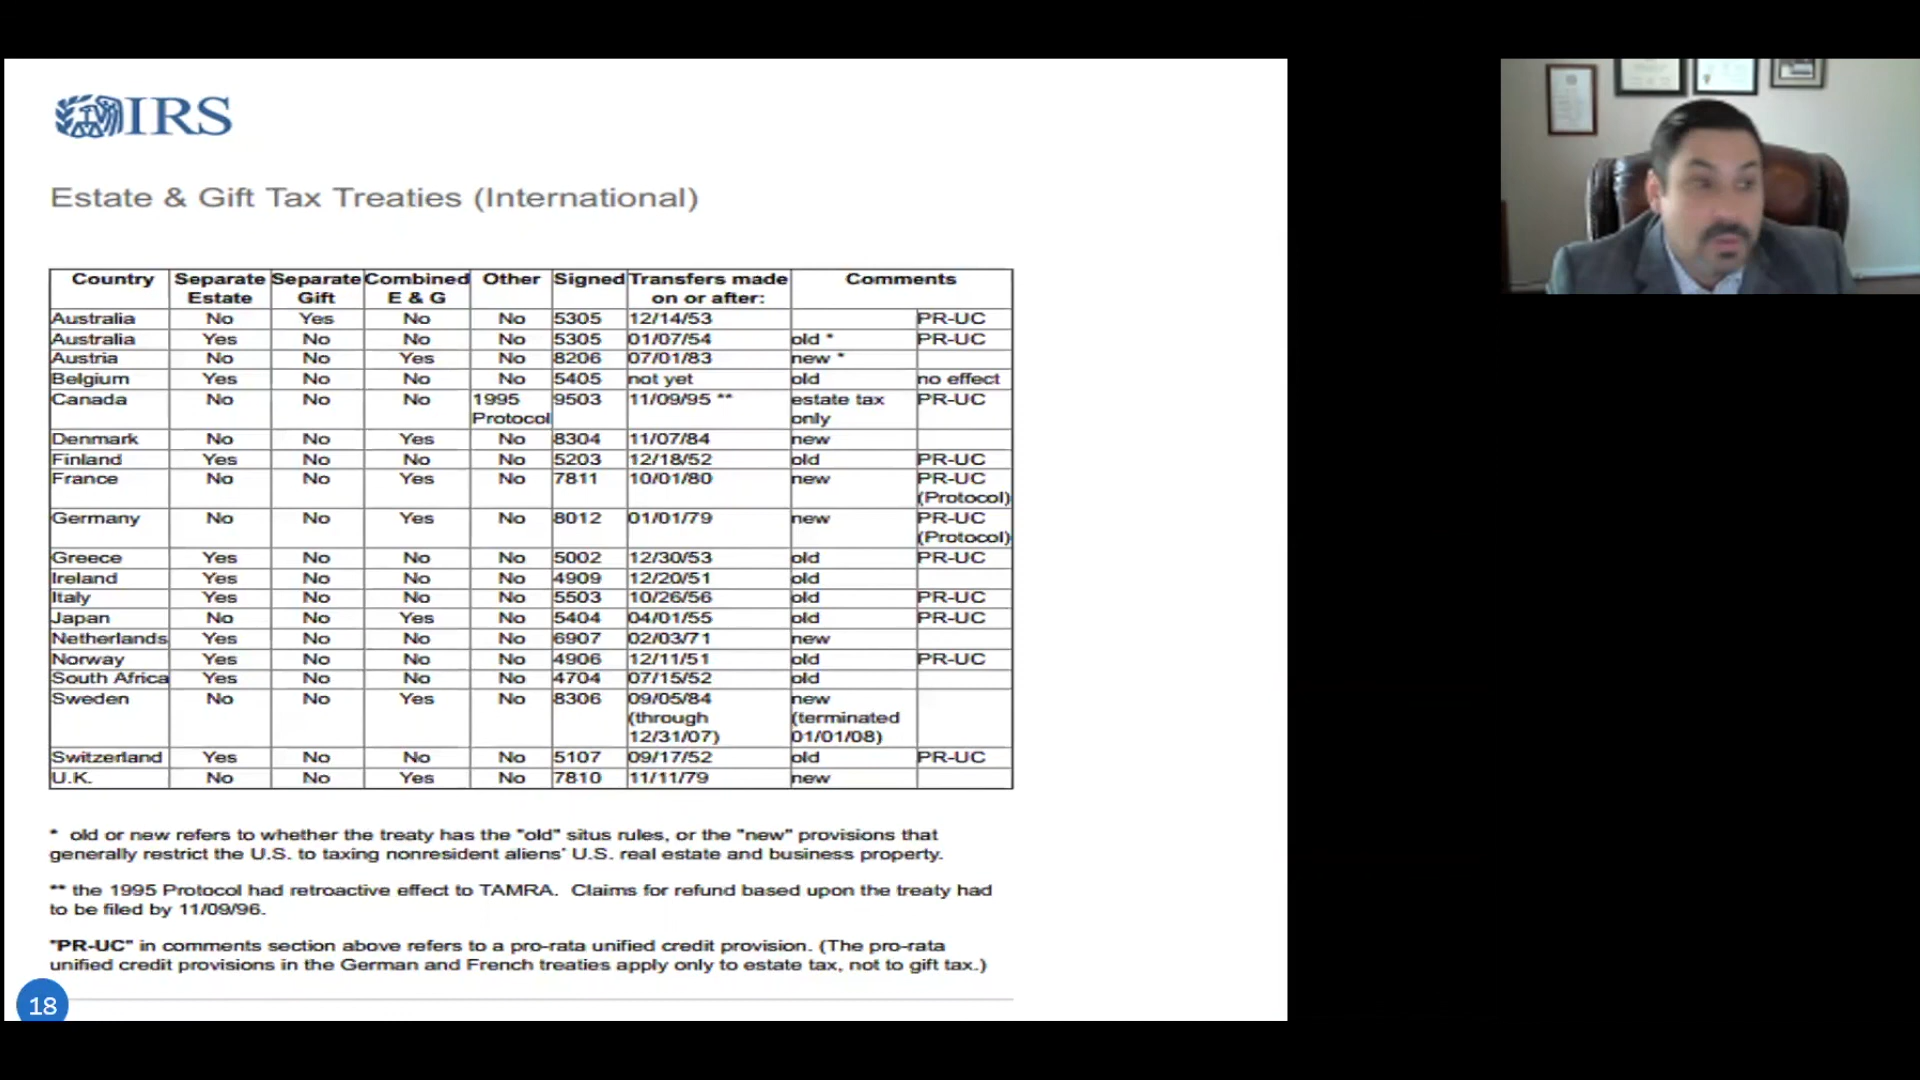 IRS
Estate & Gift Tax Treaties (International)
Country Separate Estate Separate Gift Combined E & G Other Signed Transfers made on or after: Comments
Australia No Yes No No 5305 12/14/53 PR-UC
Australia Yes No No No 5305 01/07/54 old * PR-UC
Austria No No Yes No 8206 07/01/83 new *
Belgium Yes No No No 5405 not yet old no effect
Canada No No No 1995 Protocol 9503 11/09/95 ** estate tax only PR-UC
Denmark No No Yes No 8304 11/07/84 new
Finland Yes No No No 5203 12/18/52 old PR-UC
France No No Yes No 7811 10/01/80 new PR-UC (Protocol)
Germany No No Yes No 8012 01/01/79 new PR-UC (Protocol)
Greece Yes No No No 5002 12/30/53 old PR-UC
Ireland Yes No No No 4909 12/20/51 old
Italy Yes No No No 5503 10/26/56 old PR-UC
Japan No No Yes No 5404 04/01/55 old PR-UC
Netherlands Yes No No No 6907 02/03/71 new
Norway Yes No No No 4906 12/11/51 old PR-UC
South Africa Yes No No No 4704 07/15/52 old
Sweden No No Yes No 8306 09/05/84 (through 12/31/07) new (terminated 01/01/08)
Switzerland Yes No No No 5107 09/17/52 old PR-UC
U.K. No No Yes No 7810 11/11/79 new
* old or new refers to whether the treaty has the "old" situs rules, or the "new" provisions that
generally restrict the U.S. to taxing nonresident aliens' U.S. real estate and business property.
** the 1995 Protocol had retroactive effect to TAMRA. Claims for refund based upon the treaty had
to be filed by 11/09/96.
"PR-UC" in comments section above refers to a pro-rata unified credit provision. (The pro-rata
unified credit provisions in the German and French treaties apply only to estate tax, not to gift tax.)
18